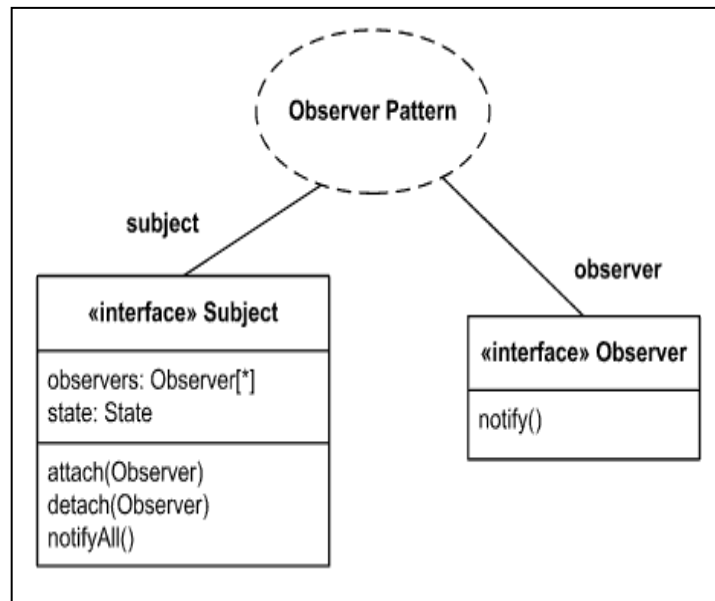 Observer Pattern
subject
observer
«interface» Subject
observers: Observer[*]
state: State
attach(Observer)
detach(Observer)
notifyAll()
«interface» Observer
notify()